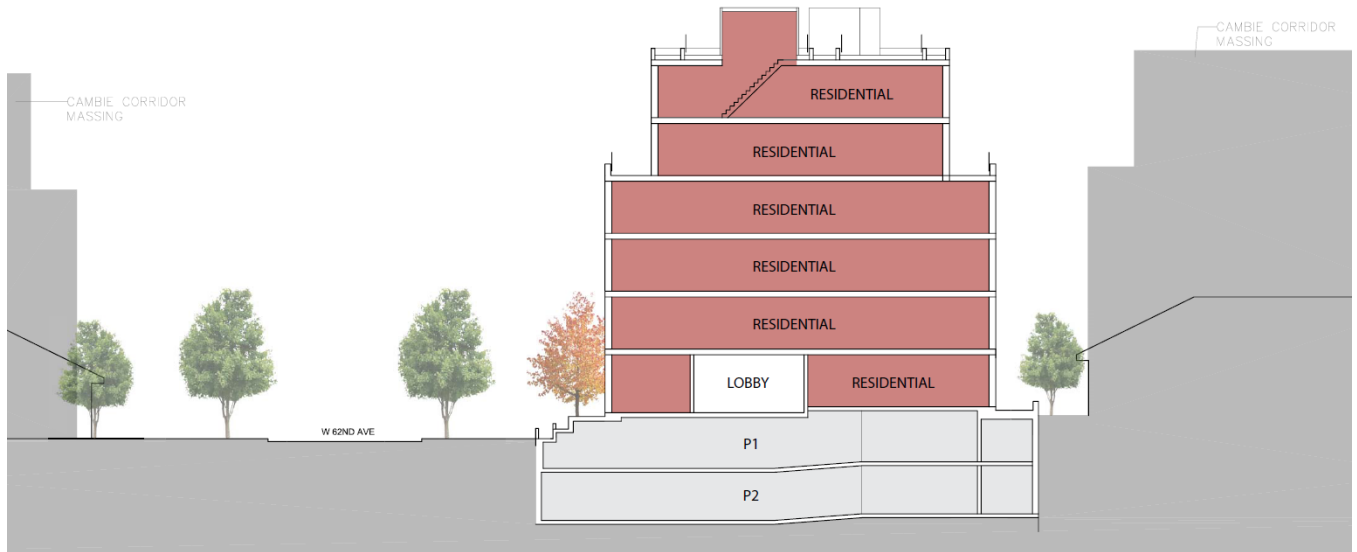 CAMBIE CORRIDOR
MASSING
CAMBIE CORRIDOR
MASSING
RESIDENTIAL
RESIDENTIAL
RESIDENTIAL
RESIDENTIAL
RESIDENTIAL
LOBBY
RESIDENTIAL
W 62ND AVE
P1
P2